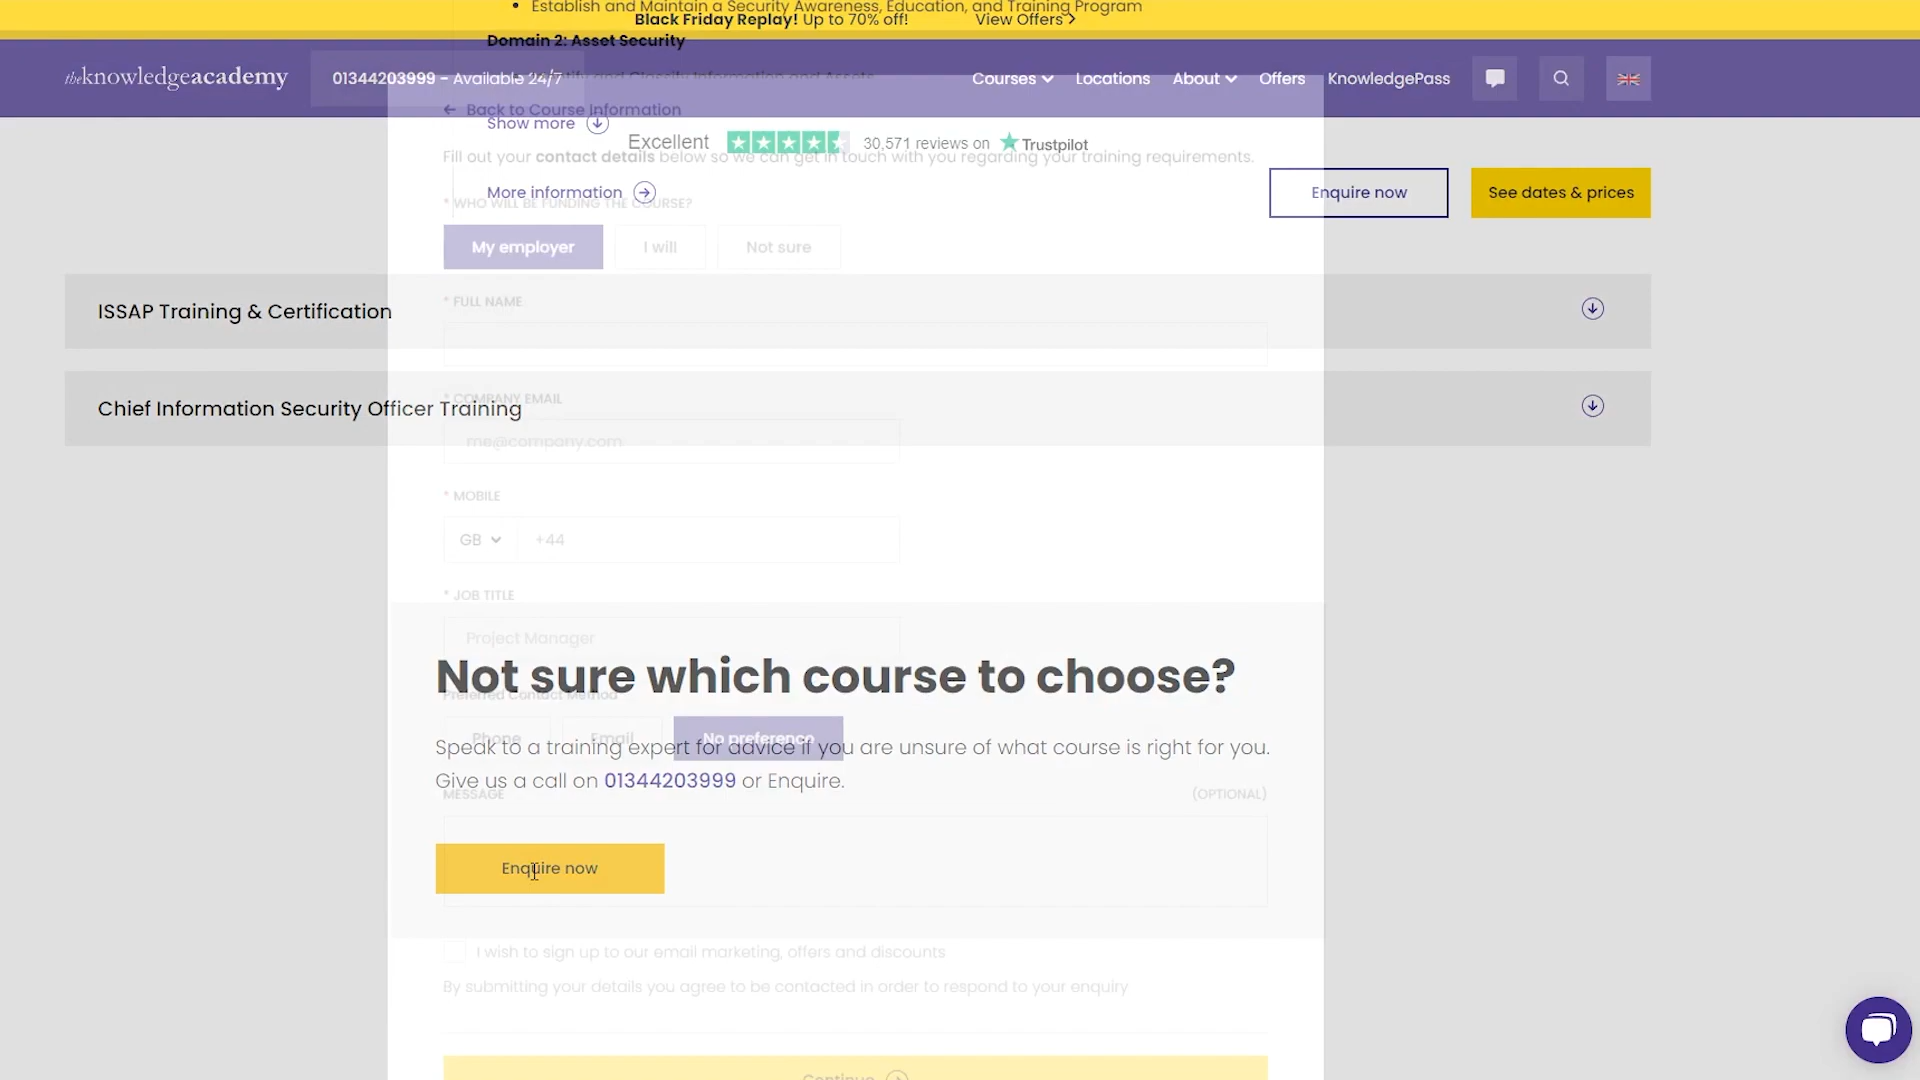 Establish and Maintain a Security Awareness, Education, and Training Program
Black Friday Replay! Up to 70% off! View Offers
Domain 2: Asset Security
theknowledgeacademy 01344203999 - Available 24/7 Courses Locations About Offers KnowledgePass
Identify and Classify Information and Assets
Back to Course Information
Show more
Excellent 30,571 reviews on Trustpilot
Fill out your contact details below so we can get in touch with you regarding your training requirements.
More information Enquire now See dates & prices
* WHO WILL BE FUNDING THE COURSE?
My employer I will Not sure
* FULL NAME
ISSAP Training & Certification
* COMPANY EMAIL
Chief Information Security Officer Training
me@company.com
* MOBILE
GB +44
* JOB TITLE
Project Manager
Not sure which course to choose?
Preferred Contact Method
Phone Email No preference
Speak to a training expert for advice if you are unsure of what course is right for you.
Give us a call on 01344203999 or Enquire.
MESSAGE (OPTIONAL)
Enquire now
I wish to sign up to our email marketing, offers and discounts
By submitting your details you agree to be contacted in order to respond to your enquiry
Continue